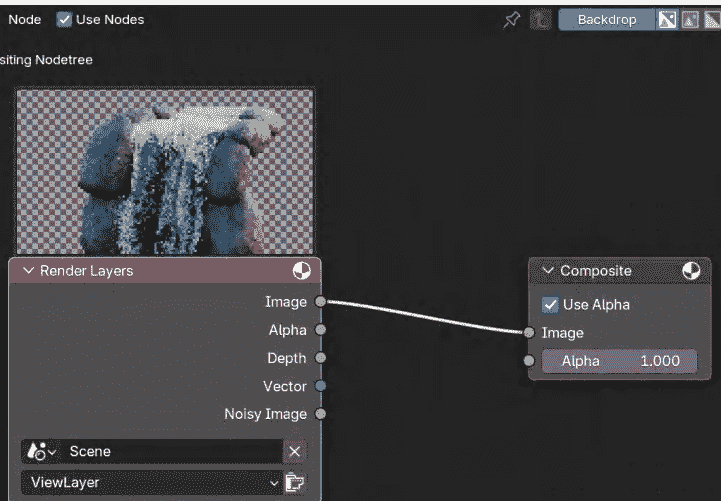 Node Use Nodes Backdrop
siting Nodetree
Render Layers
Image
Alpha
Depth
Vector
Noisy Image
Scene
ViewLayer
Composite
Use Alpha
Image
Alpha 1.000